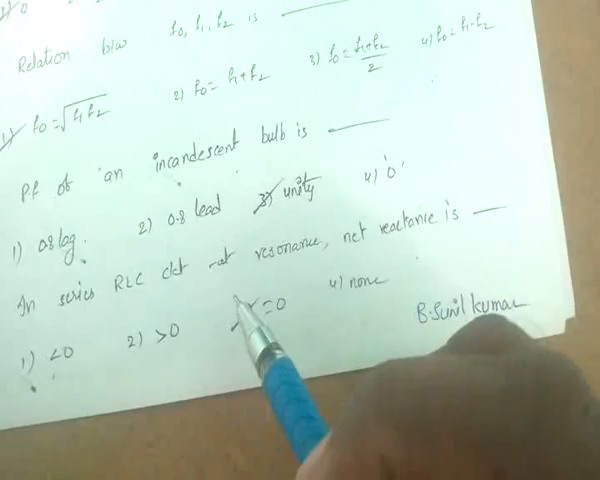 Relation b/w f0, f1, f2 is
1) f0 = √f1f2 2) f0 = f1+f2 3) f0 = f1+f2/2 4) f0 = f1-f2
P.f of an incandescent bulb is
1) 0.8 lag. 2) 0.8 lead 3) unity 4) '0'
In series RLC ckt at resonance, net reactance is
1) <0 2) >0 =0 4) none
B. Sunil kumar